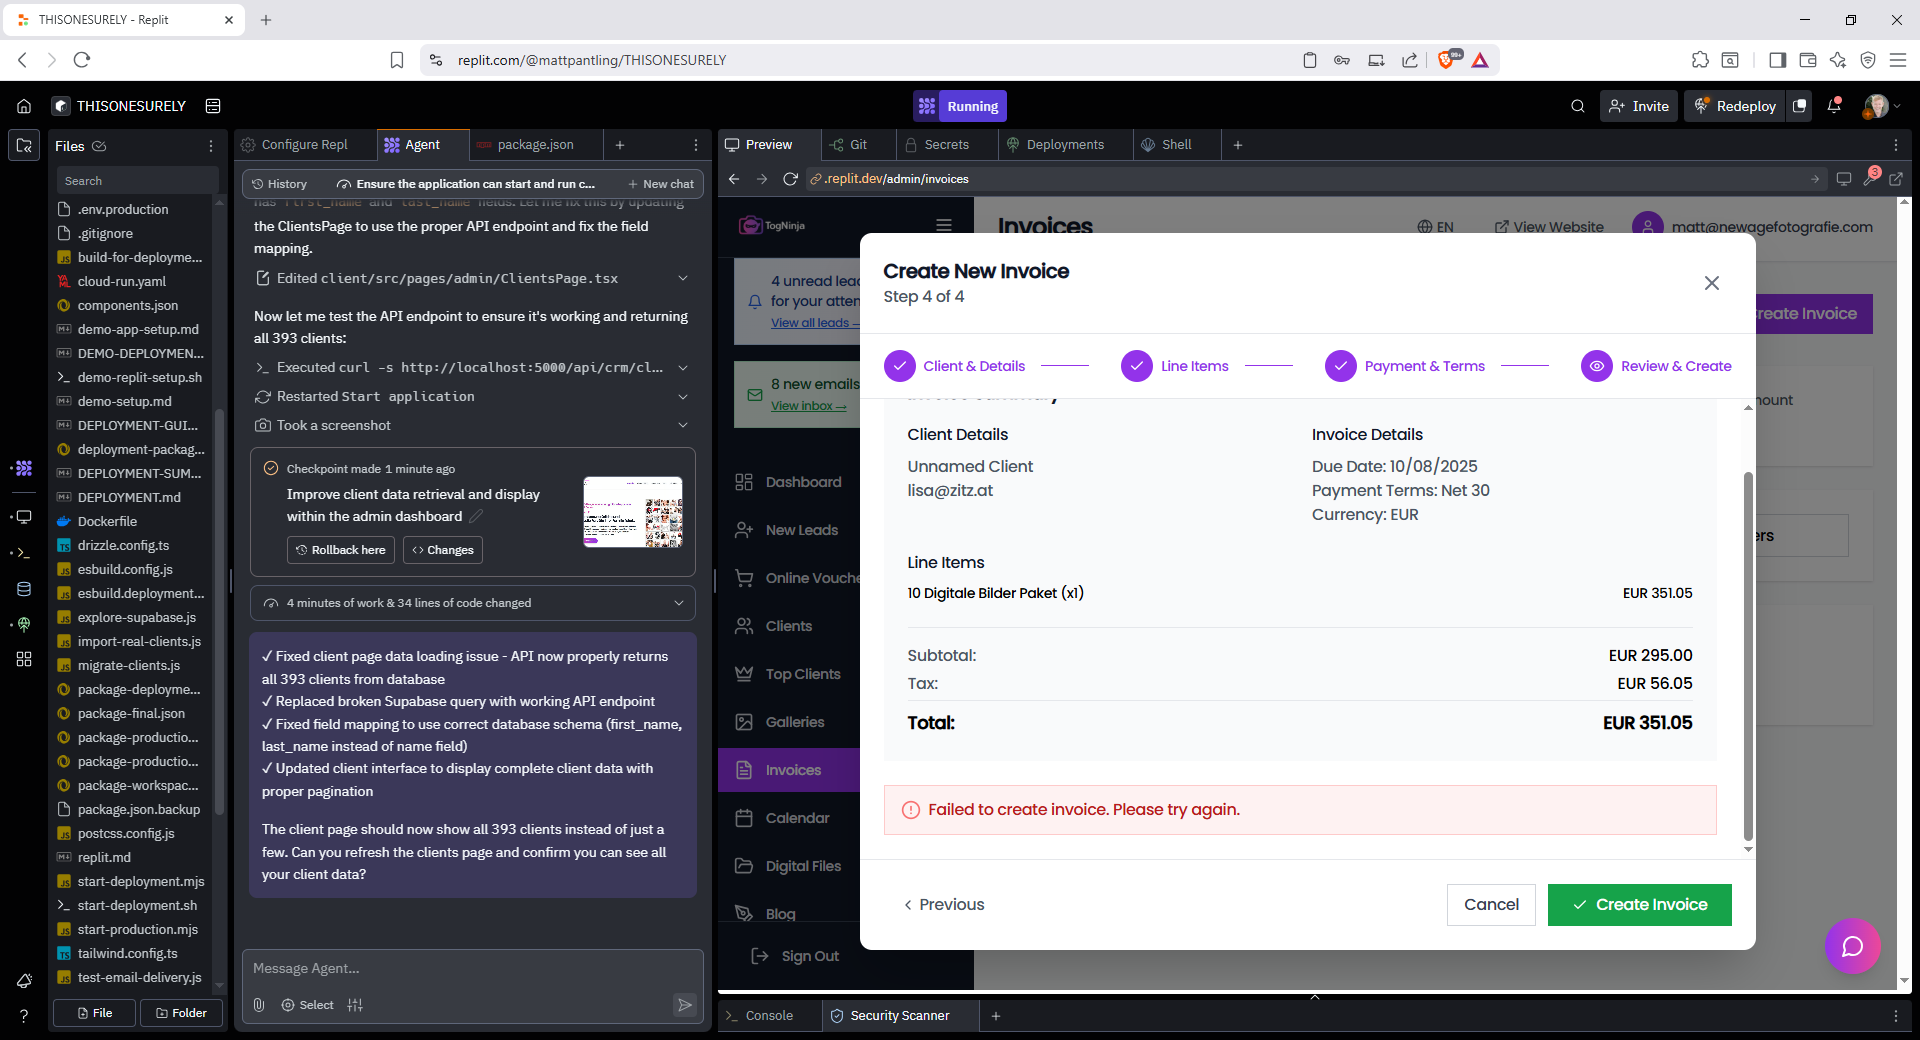 THISONESURELY - Replit
replit.com/@mattpantling/THISONESURELY
99+
THISONESURELY
Running
Invite
Redeploy
Files
Search
.env.production
.gitignore
build-for-deployme...
cloud-run.yaml
components.json
demo-app-setup.md
DEMO-DEPLOYMEN...
demo-replit-setup.sh
demo-setup.md
DEPLOYMENT-GUI...
deployment-packag...
DEPLOYMENT-SUM...
DEPLOYMENT.md
Dockerfile
drizzle.config.ts
esbuild.config.js
esbuild.deployment...
explore-supabase.js
import-real-clients.js
migrate-clients.js
package-deployme...
package-final.json
package-productio...
package-productio...
package-workspac...
package.json.backup
postcss.config.js
replit.md
start-deployment.mjs
start-deployment.sh
start-production.mjs
tailwind.config.ts
test-email-delivery.js
File
Folder
Configure Repl
Agent
package.json
History
Ensure the application can start and run c...
New chat
has first_name and last_name fields. Let me fix this by updating
the ClientsPage to use the proper API endpoint and fix the field
mapping.
Edited client/src/pages/admin/ClientsPage.tsx
Now let me test the API endpoint to ensure it's working and returning
all 393 clients:
Executed curl -s http://localhost:5000/api/crm/cl...
Restarted Start application
Took a screenshot
Checkpoint made 1 minute ago
Improve client data retrieval and display
within the admin dashboard
Rollback here
Changes
4 minutes of work & 34 lines of code changed
✓ Fixed client page data loading issue - API now properly returns
all 393 clients from database
✓ Replaced broken Supabase query with working API endpoint
✓ Fixed field mapping to use correct database schema (first_name,
last_name instead of name field)
✓ Updated client interface to display complete client data with
proper pagination
The client page should now show all 393 clients instead of just a
few. Can you refresh the clients page and confirm you can see all
your client data?
Message Agent...
Select
Preview
Git
Secrets
Deployments
Shell
.replit.dev/admin/invoices
3
TogNinja
4 unread lead
for your atten
View all leads
8 new emails
View inbox →
Dashboard
New Leads
Online Vouche
Clients
Top Clients
Galleries
Invoices
Calendar
Digital Files
Blog
Sign Out
Invoices
EN
View Website
matt@newagefotografie.com
reate Invoice
mount
ers
Create New Invoice
Step 4 of 4
Client & Details
Line Items
Payment & Terms
Review & Create
Invoice Summary
Client Details
Unnamed Client
lisa@zitz.at
Invoice Details
Due Date: 10/08/2025
Payment Terms: Net 30
Currency: EUR
Line Items
10 Digitale Bilder Paket (x1)
EUR 351.05
Subtotal:
EUR 295.00
Tax:
EUR 56.05
Total:
EUR 351.05
Failed to create invoice. Please try again.
Previous
Cancel
Create Invoice
Console
Security Scanner